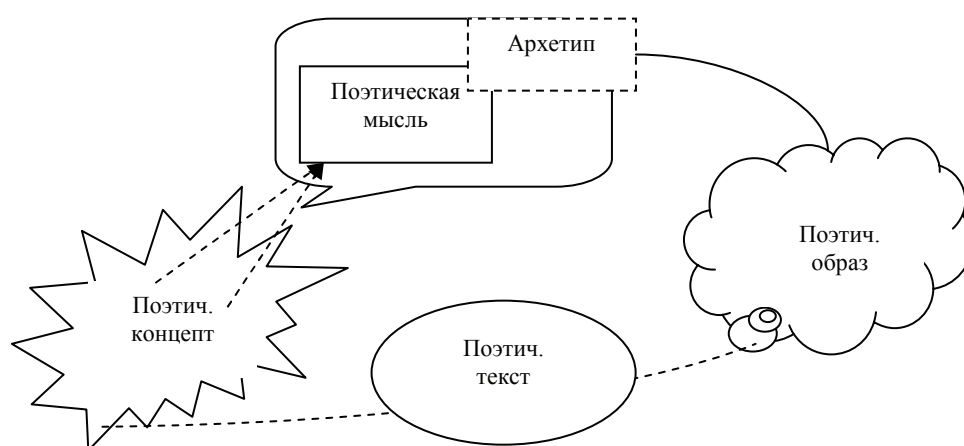 Архетип
Поэтическая
мысль
Поэтич.
образ
Поэтич.
концепт
Поэтич.
текст